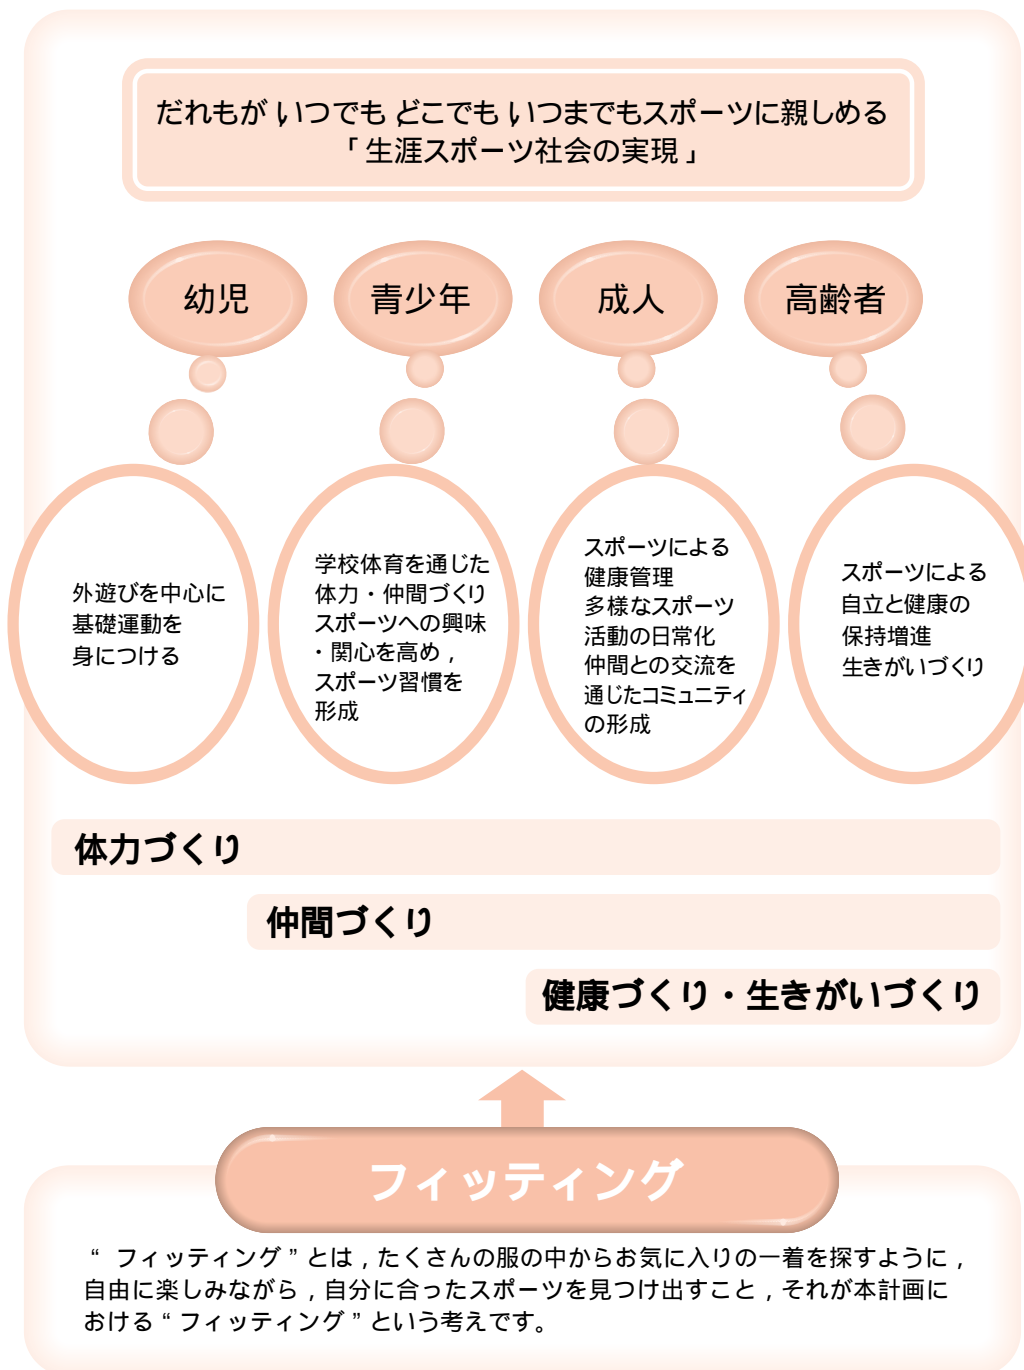 だれもが，いつでも，どこでも，いつまでもスポーツに親しめる
「生涯スポーツ社会の実現」
幼児
青少年
成人
高齢者
外遊びを中心に
基礎運動を
身につける
学校体育を通じた
体力・仲間づくり
スポーツへの興味
・関心を高め，
スポーツ習慣を
形成
スポーツによる
健康管理
多様なスポーツ
活動の日常化
仲間との交流を
通じたコミュニティ
の形成
スポーツによる
自立と健康の
保持増進
生きがいづくり
体力づくり
仲間づくり
健康づくり・生きがいづくり
フィッティング
“フィッティング”とは，たくさんの服の中からお気に入りの一着を探すように，
自由に楽しみながら，自分に合ったスポーツを見つけ出すこと，それが本計画に
おける“フィッティング”という考えです。